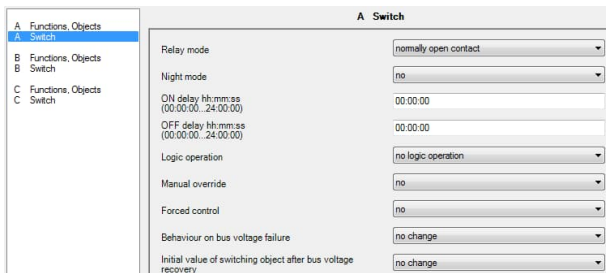 A Functions, Objects
A Switch
B Functions, Objects
B Switch
C Functions, Objects
C Switch
A Switch
Relay mode
normally open contact
Night mode
no
ON delay hh:mm:ss
(00:00:00...24:00:00)
00:00:00
OFF delay hh:mm:ss
(00:00:00...24:00:00)
00:00:00
Logic operation
no logic operation
Manual override
no
Forced control
no
Behaviour on bus voltage failure
no change
Initial value of switching object after bus voltage
recovery
no change